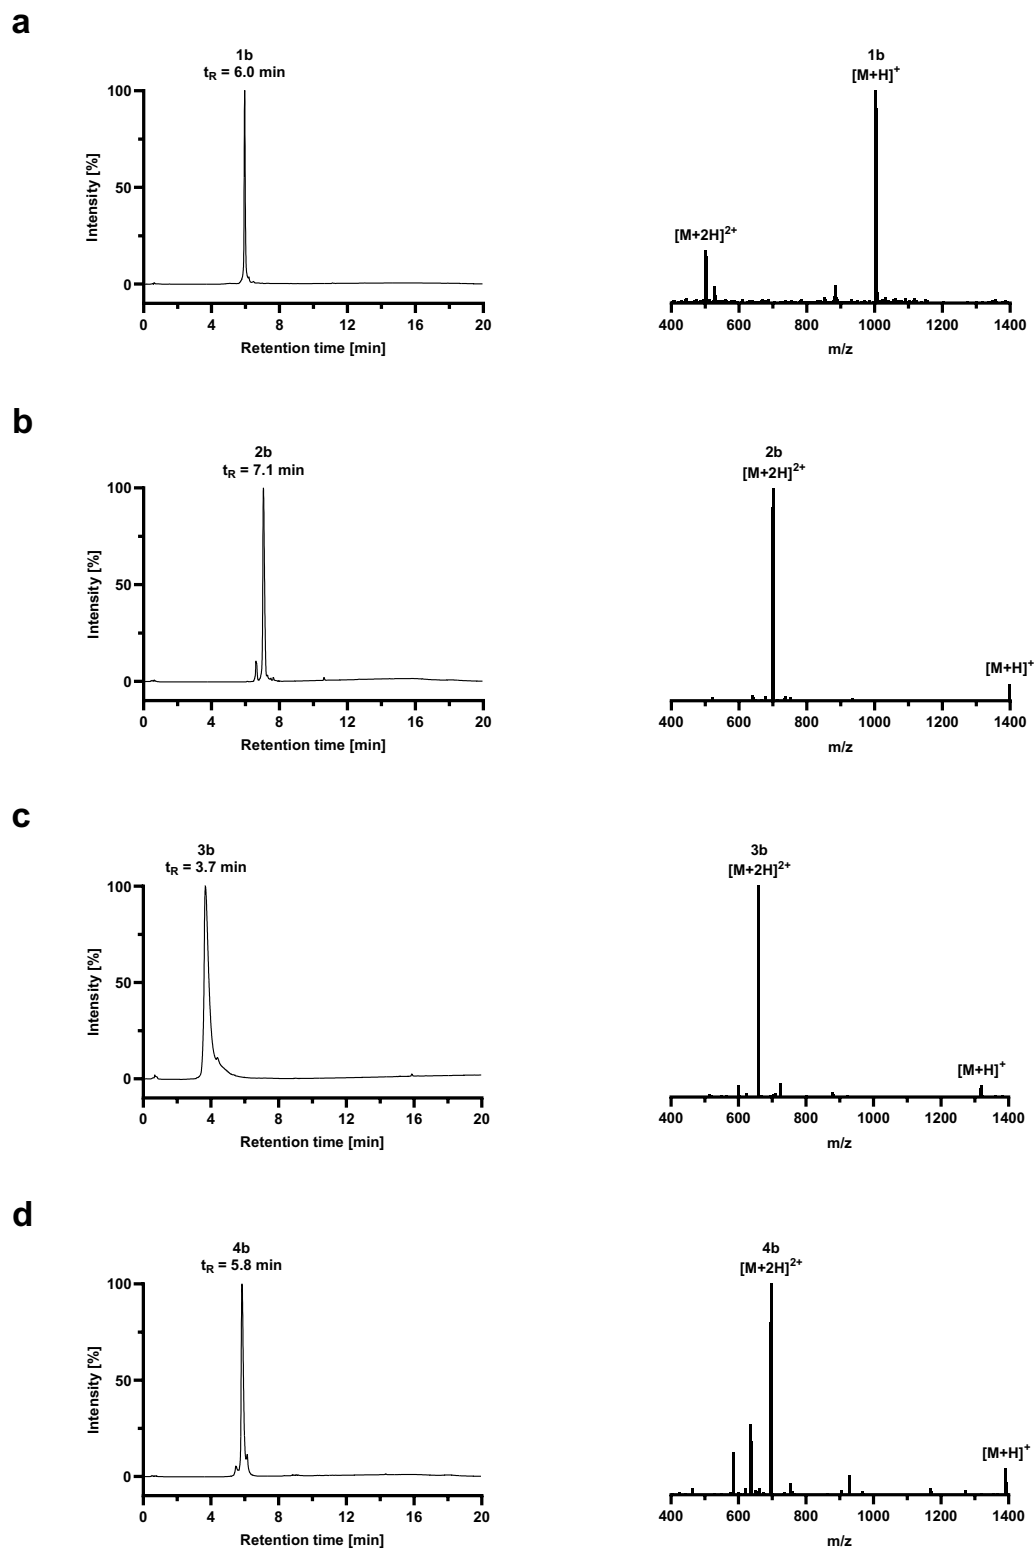 a
1b
tR = 6.0 min
100
50
0
Intensity [%]
0 4 8 12 16 20
Retention time [min]
1b
[M+H]+
[M+2H]2+
400 600 800 1000 1200 1400
m/z
b
2b
tR = 7.1 min
100
50
0
Intensity [%]
0 4 8 12 16 20
Retention time [min]
2b
[M+2H]2+
[M+H]+
400 600 800 1000 1200 1400
m/z
c
3b
tR = 3.7 min
100
50
0
Intensity [%]
0 4 8 12 16 20
Retention time [min]
3b
[M+2H]2+
[M+H]+
400 600 800 1000 1200 1400
m/z
d
4b
tR = 5.8 min
100
50
0
Intensity [%]
0 4 8 12 16 20
Retention time [min]
4b
[M+2H]2+
[M+H]+
400 600 800 1000 1200 1400
m/z